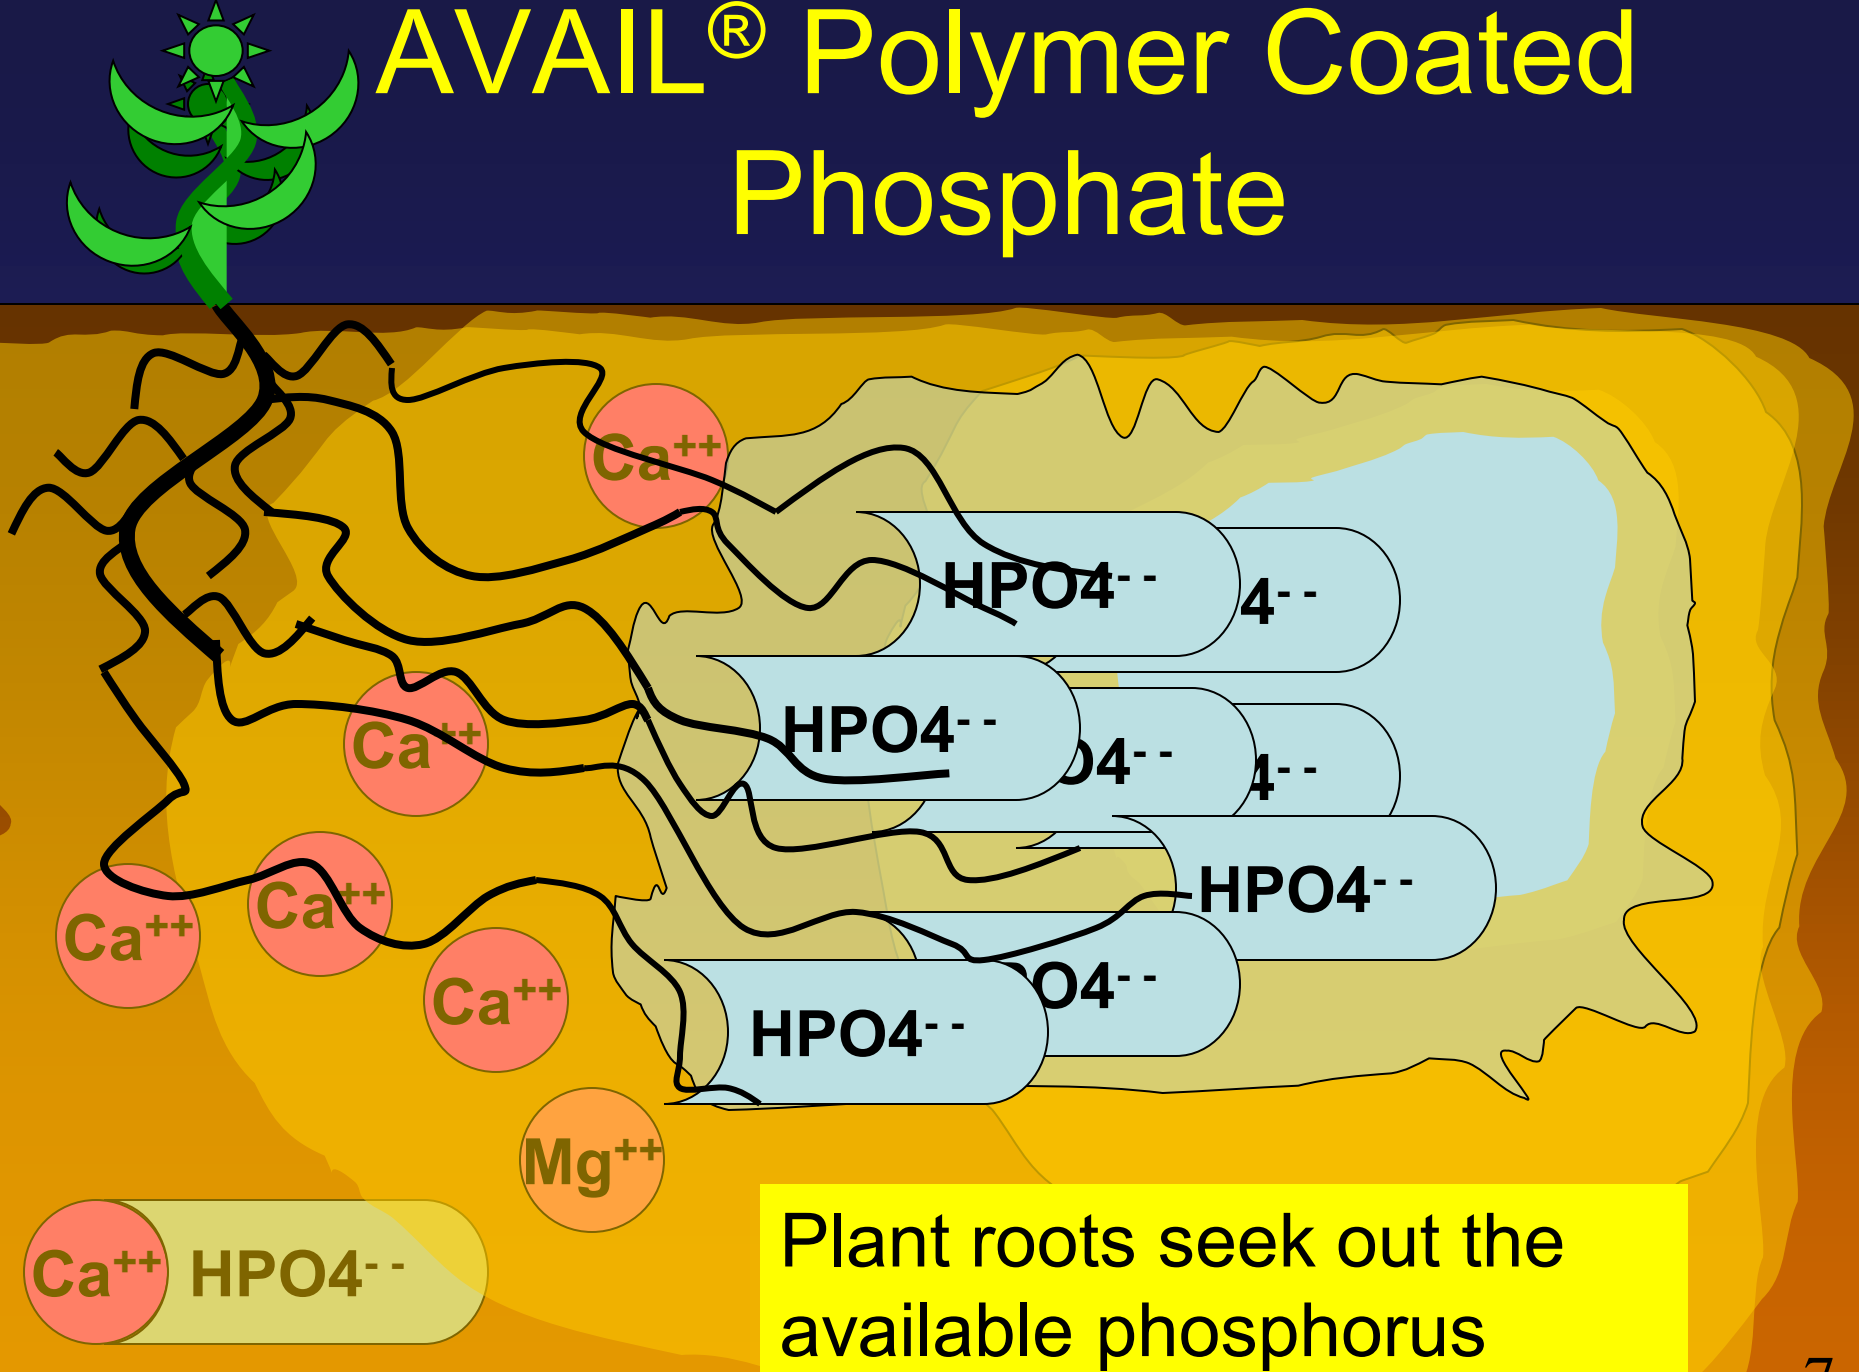 AVAIL® Polymer Coated
Phosphate
Ca++
HPO4- -
4- -
HPO4- -
O4- -
4- -
Ca++
HPO4- -
Ca++
Ca++
Ca++
PO4- -
HPO4- -
Mg++
Ca++ HPO4- -
Plant roots seek out the
available phosphorus